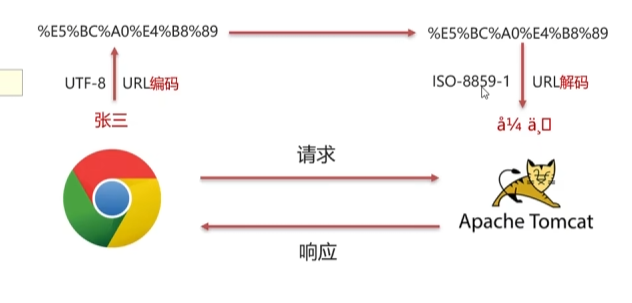 %E5%BC%A0%E4%B8%89
%E5%BC%A0%E4%B8%89
UTF-8 URL编码
ISO-8859-1 URL解码
张三
å¼ ä¸
请求
Apache Tomcat
响应